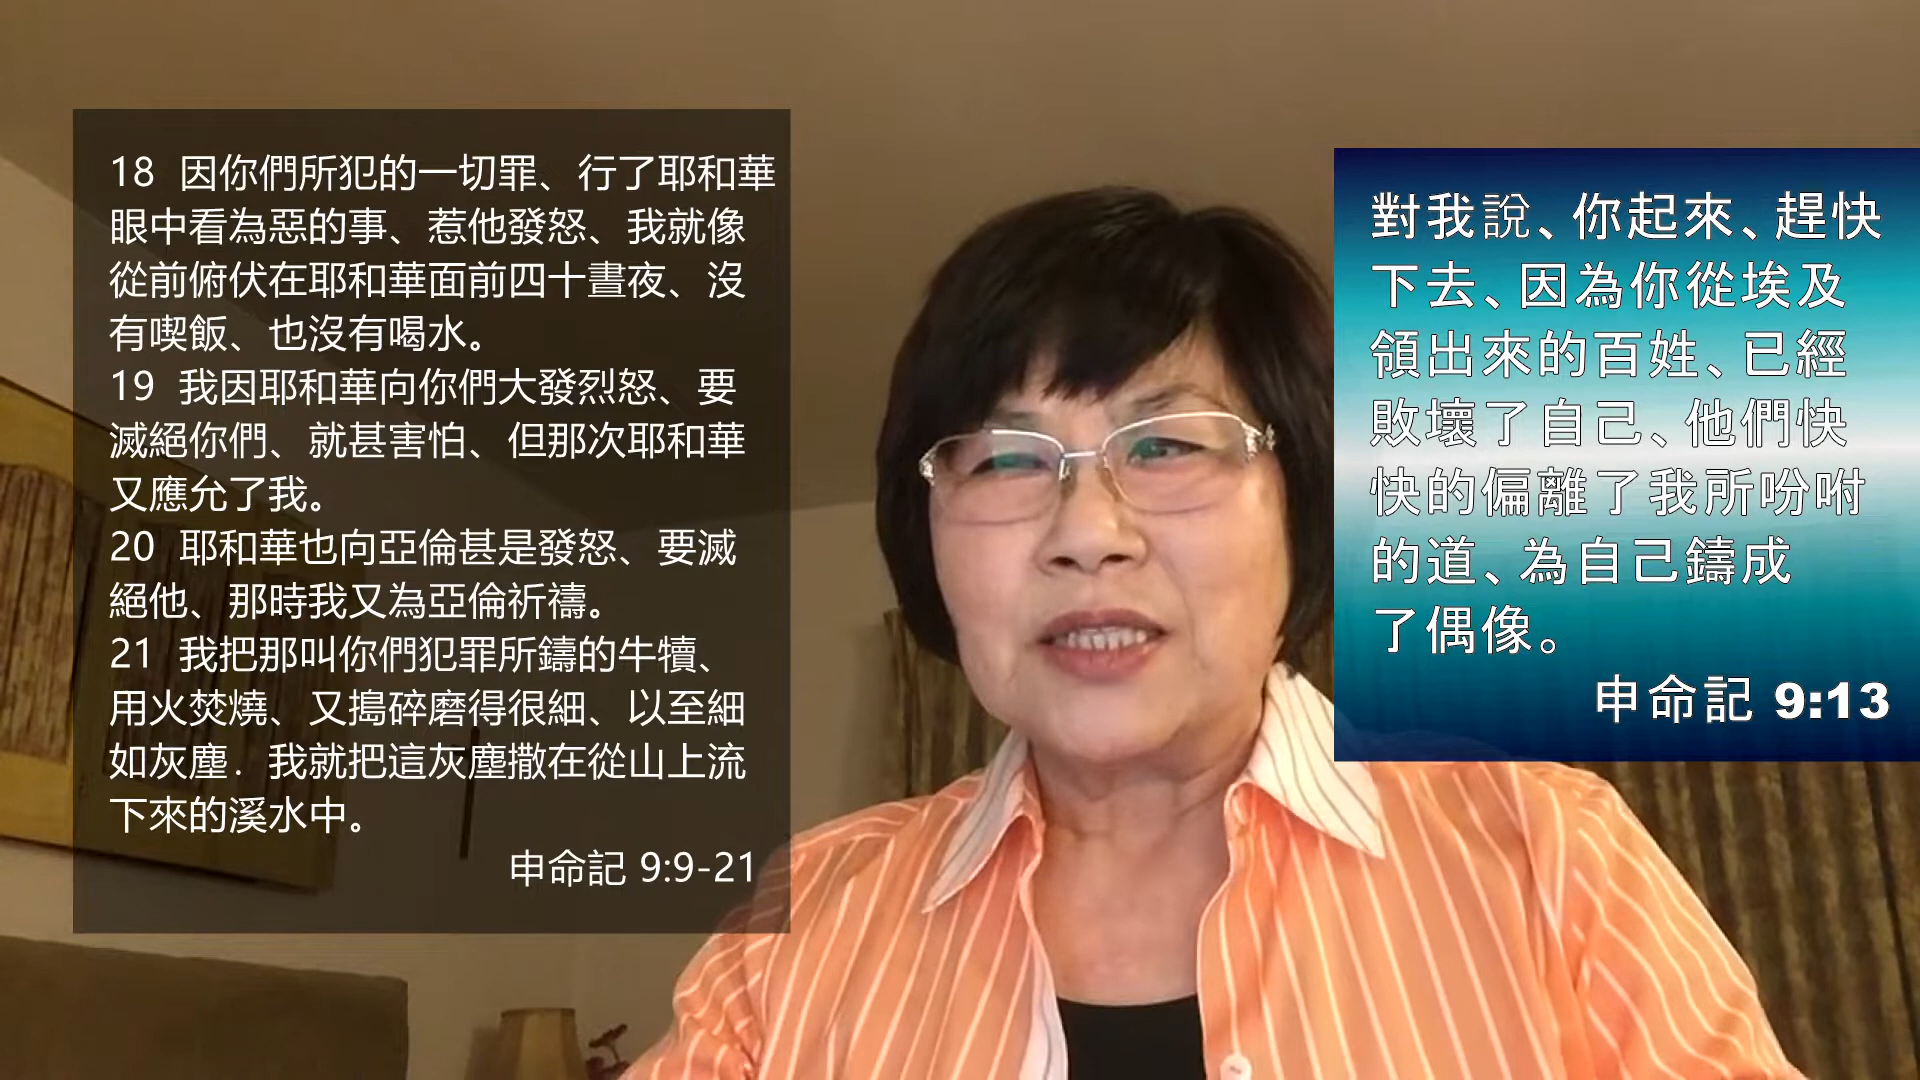 18 因你們所犯的一切罪、行了耶和華
眼中看為惡的事、惹他發怒、我就像
從前俯伏在耶和華面前四十晝夜、沒
有喫飯、也沒有喝水。
19 我因耶和華向你們大發烈怒、要
滅絕你們、就甚害怕、但那次耶和華
又應允了我。
20 耶和華也向亞倫甚是發怒、要滅
絕他、那時我又為亞倫祈禱。
21 我把那叫你們犯罪所鑄的牛犢、
用火焚燒、又搗碎磨得很細、以至細
如灰塵．我就把這灰塵撒在從山上流
下來的溪水中。
申命記 9:9-21
對我說、你起來、趕快
下去、因為你從埃及
領出來的百姓、已經
敗壞了自己、他們快
快的偏離了我所吩咐
的道、為自己鑄成
了偶像。
申命記 9:13